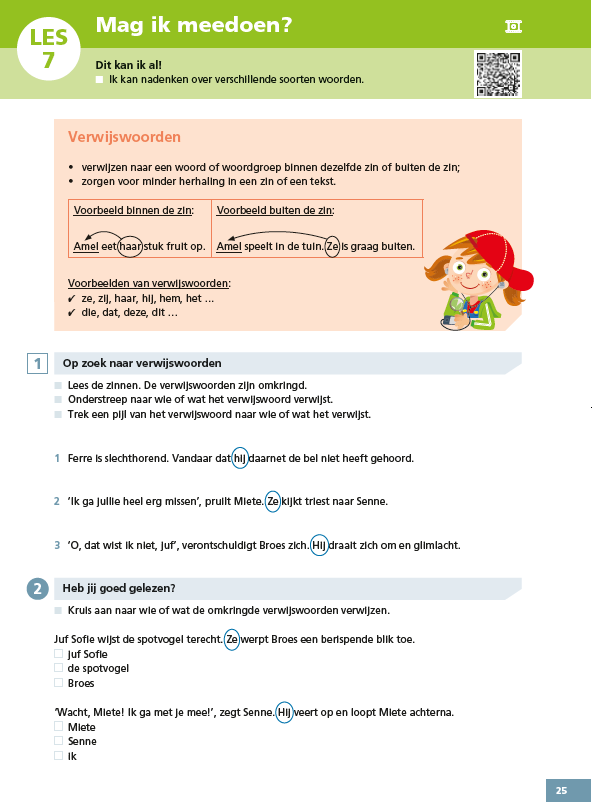 LES
7
Mag ik meedoen?
Dit kan ik al!
Ik kan nadenken over verschillende soorten woorden.
Verwijswoorden
• verwijzen naar een woord of woordgroep binnen dezelfde zin of buiten de zin;
• zorgen voor minder herhaling in een zin of een tekst.
Voorbeeld binnen de zin:
Amel eet haar stuk fruit op.
Voorbeeld buiten de zin:
Amel speelt in de tuin. Ze is graag buiten.
Voorbeelden van verwijswoorden:
✔ ze, zij, haar, hij, hem, het ...
✔ die, dat, deze, dit ...
1 Op zoek naar verwijswoorden
Lees de zinnen. De verwijswoorden zijn omkringd.
Onderstreep naar wie of wat het verwijswoord verwijst.
Trek een pijl van het verwijswoord naar wie of wat het verwijst.
1 Ferre is slechthorend. Vandaar dat hij daarnet de bel niet heeft gehoord.
2 ‘Ik ga jullie heel erg missen’, pruilt Miete. Ze kijkt triest naar Senne.
3 ‘O, dat wist ik niet, juf’, verontschuldigt Broes zich. Hij draait zich om en glimlacht.
2 Heb jij goed gelezen?
Kruis aan naar wie of wat de omkringde verwijswoorden verwijzen.
Juf Sofie wijst de spotvogel terecht. Ze werpt Broes een berispende blik toe.
juf Sofie
de spotvogel
Broes
‘Wacht, Miete! Ik ga met je mee!’, zegt Senne. Hij veert op en loopt Miete achterna.
Miete
Senne
ik
25